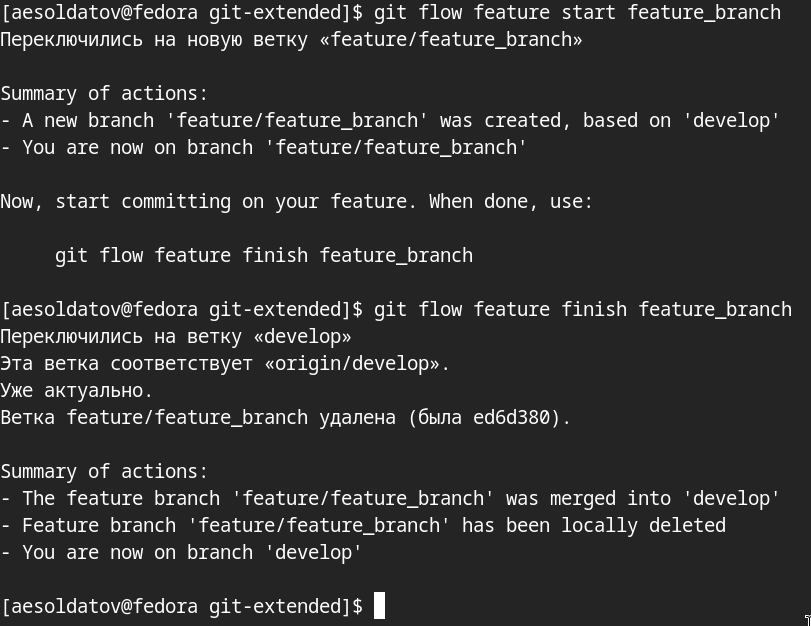 [aesoldatov@fedora git-extended]$ git flow feature start feature_branch
Переключились на новую ветку «feature/feature_branch»
Summary of actions:
- A new branch 'feature/feature_branch' was created, based on 'develop'
- You are now on branch 'feature/feature_branch'
Now, start committing on your feature. When done, use:
git flow feature finish feature_branch
[aesoldatov@fedora git-extended]$ git flow feature finish feature_branch
Переключились на ветку «develop»
Эта ветка соответствует «origin/develop».
Уже актуально.
Ветка feature/feature_branch удалена (была ed6d380).
Summary of actions:
- The feature branch 'feature/feature_branch' was merged into 'develop'
- Feature branch 'feature/feature_branch' has been locally deleted
- You are now on branch 'develop'
[aesoldatov@fedora git-extended]$